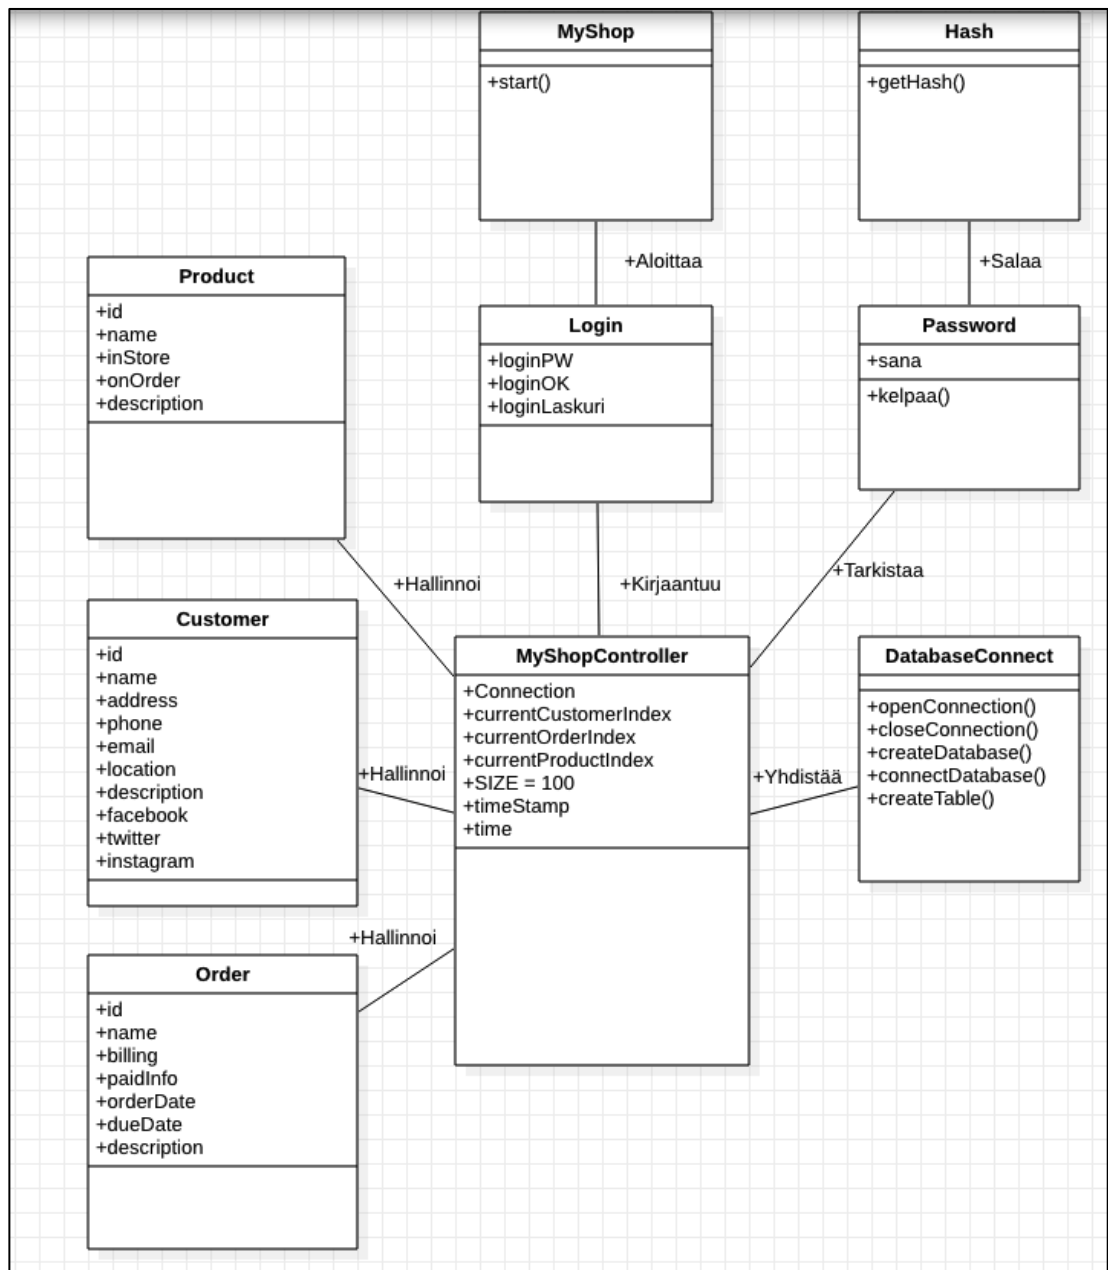 MyShop
+start()
Hash
+getHash()
+Aloittaa
+Salaa
Product
+id
+name
+inStore
+onOrder
+description
Login
+loginPW
+loginOK
+loginLaskuri
Password
+sana
+kelpaa()
+Hallinnoi
+Kirjaantuu
+Tarkistaa
Customer
+id
+name
+address
+phone
+email
+location
+description
+facebook
+twitter
+instagram
+Hallinnoi
MyShopController
+Connection
+currentCustomerIndex
+currentOrderIndex
+currentProductIndex
+SIZE = 100
+timeStamp
+time
+Yhdistää
DatabaseConnect
+openConnection()
+closeConnection()
+createDatabase()
+connectDatabase()
+createTable()
+Hallinnoi
Order
+id
+name
+billing
+paidInfo
+orderDate
+dueDate
+description